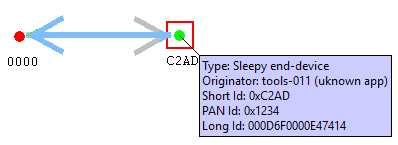 0000
C2AD
Type: Sleepy end-device
Originator: tools-011 (uknown app)
Short Id: 0xC2AD
PAN Id: 0x1234
Long Id: 000D6F0000E47414